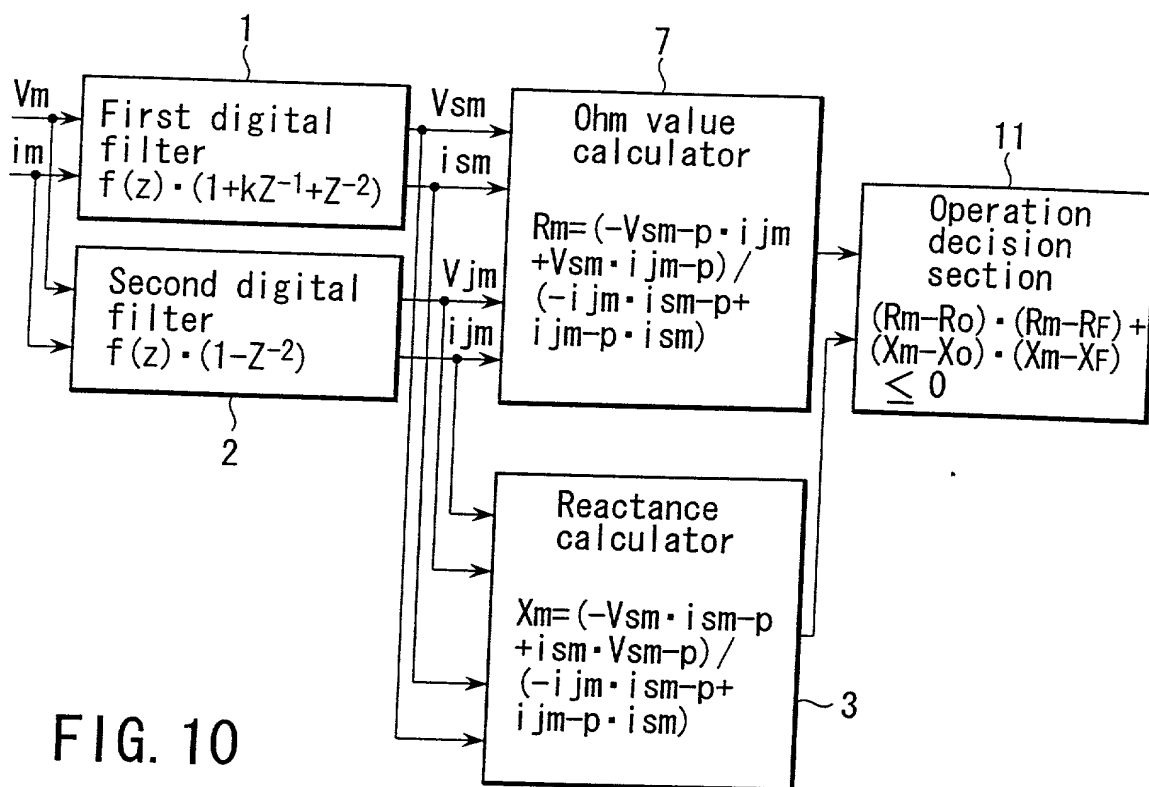 1
Vm
im
First digital
filter
f(z)・(1+kZ⁻¹+Z⁻²)
Second digital
filter
f(z)・(1-Z⁻²)
2
Vsm
ism
Vjm
ijm
7
Ohm value
calculator
Rm=(-Vsm-p・ijm
+Vsm・ijm-p)/
(-ijm・ism-p+
ijm-p・ism)
Reactance
calculator
Xm=(-Vsm・ism-p
+ism・Vsm-p)/
(-ijm・ism-p+
ijm-p・ism)
3
11
Operation
decision
section
(Rm-Ro)・(Rm-RF)+
(Xm-Xo)・(Xm-XF)
≤ 0
FIG. 10